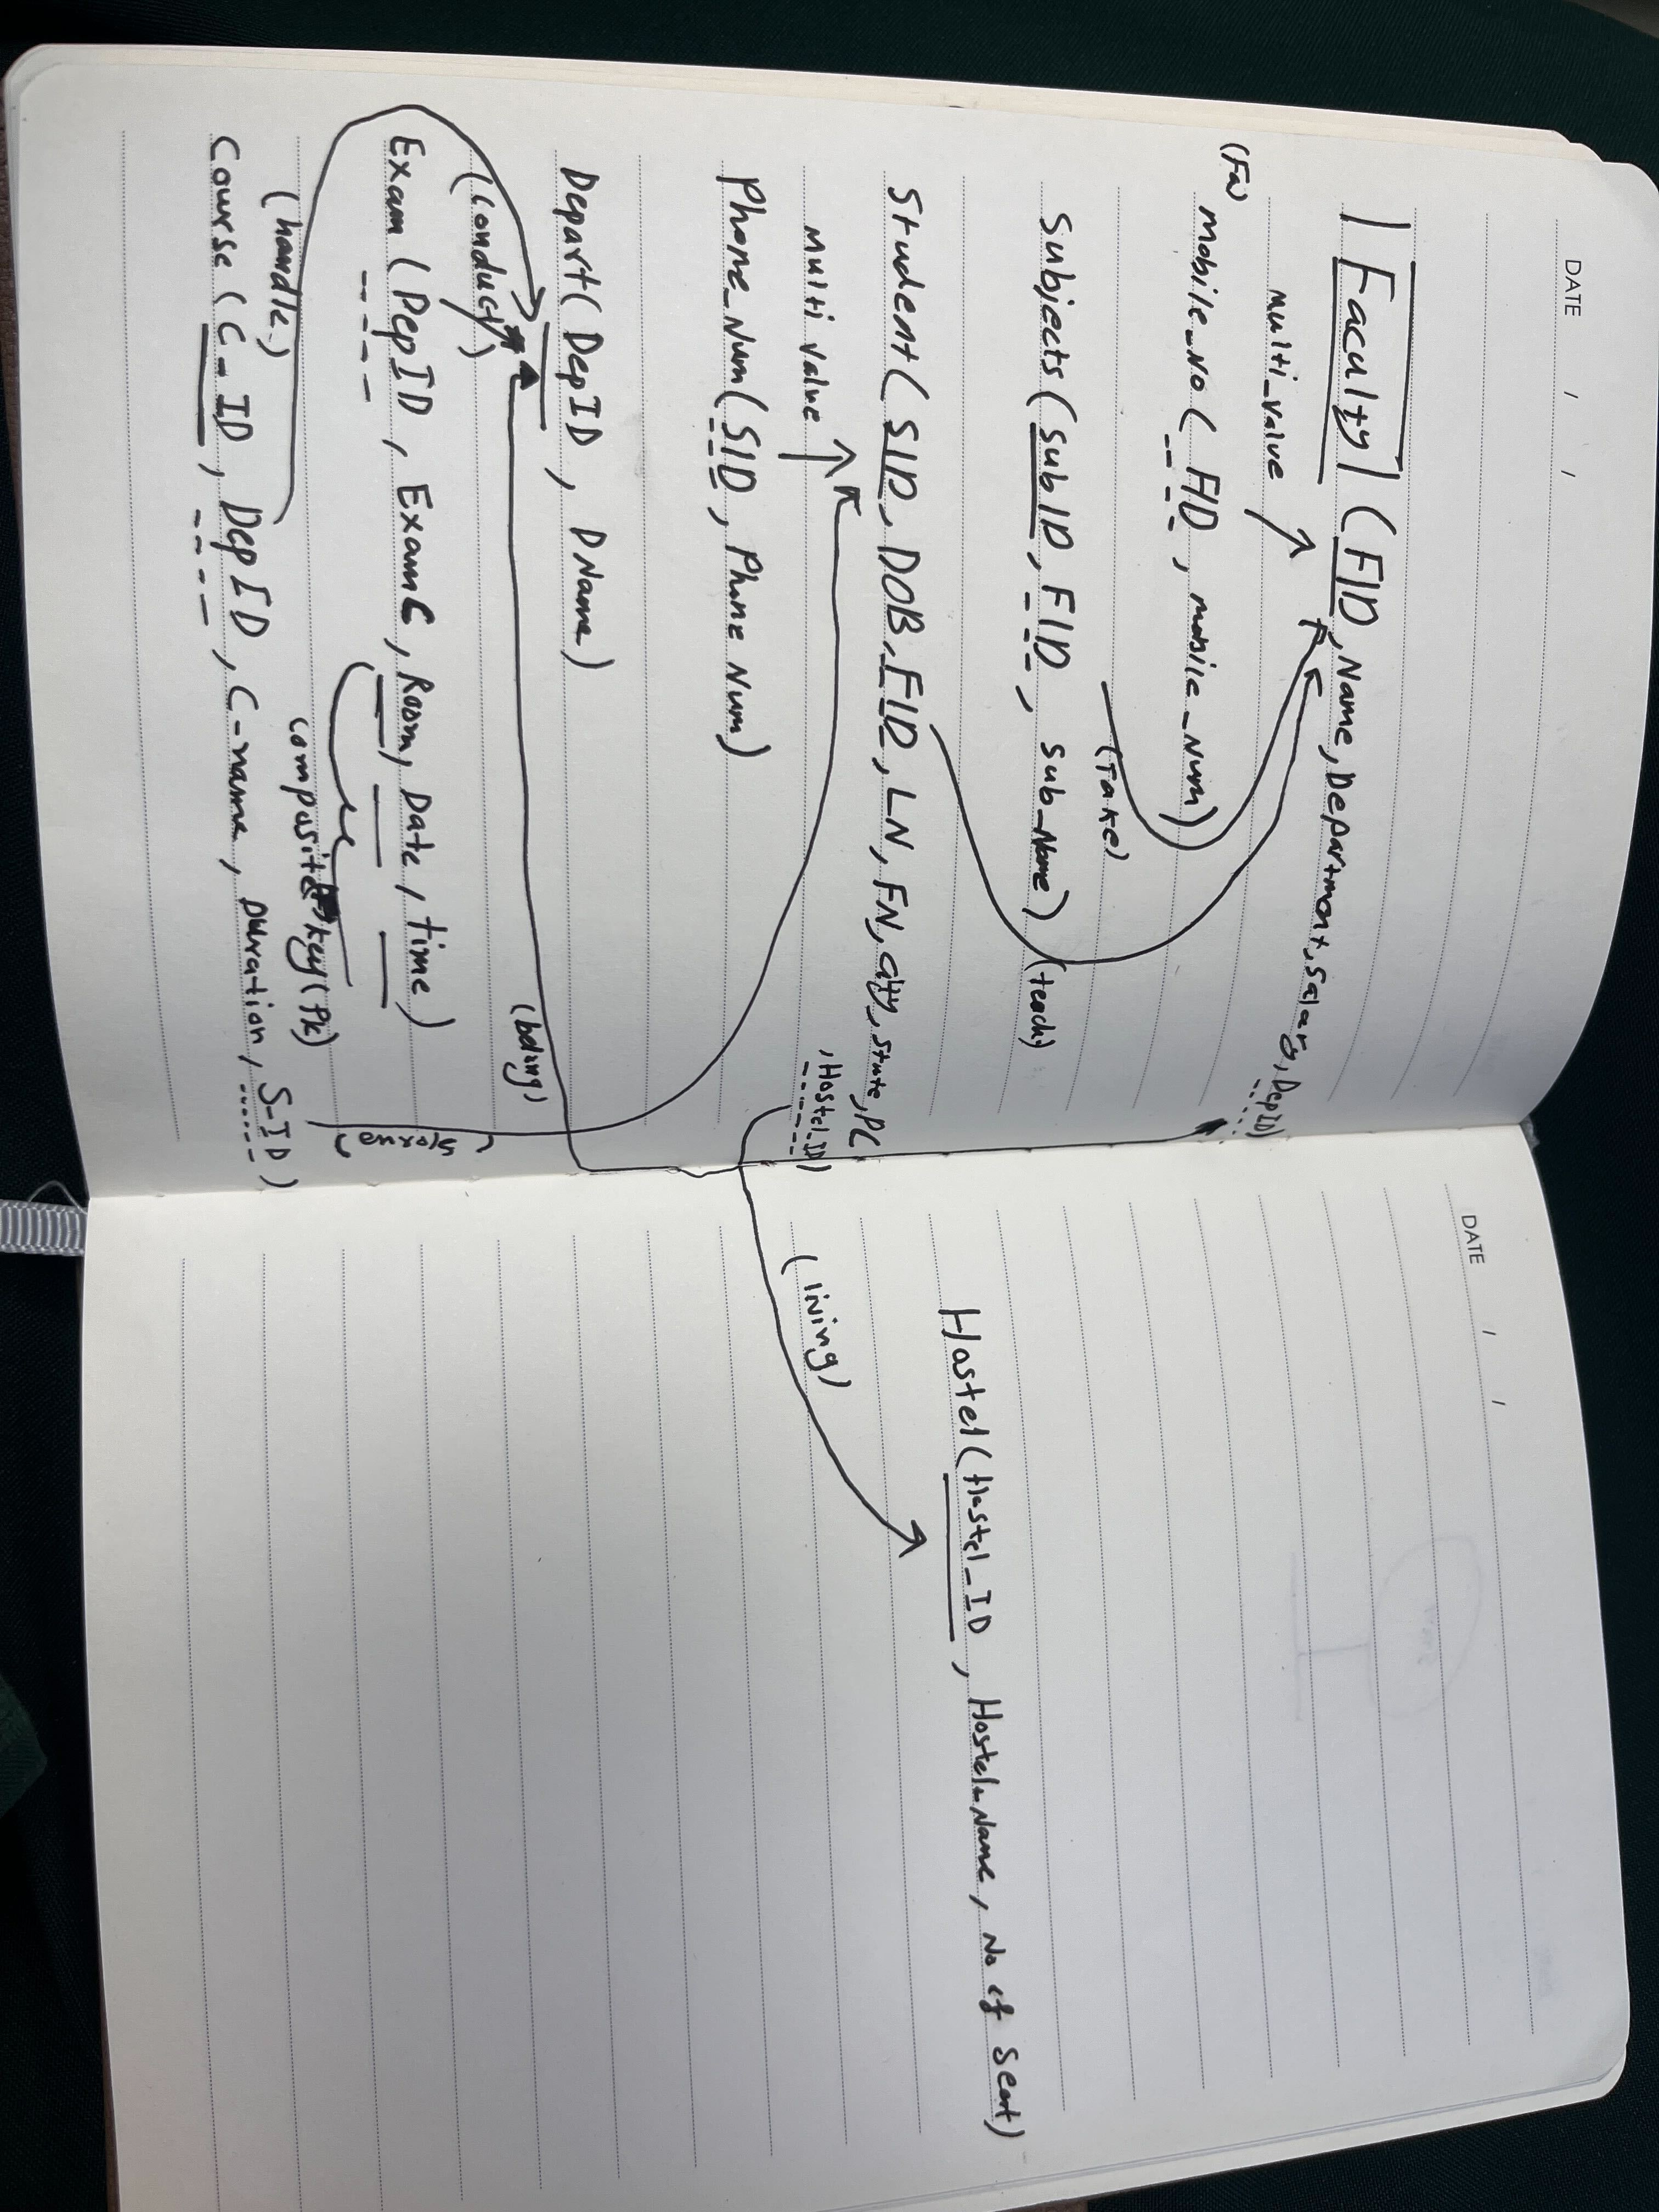 DATE / /
Faculty (FID, Name, Department, Salary, DepID)
multi_value
(Fa) mobile_No (FID, mobile_Num)
(Take)
Subjects (SubID, FID, Sub_Name)
(teach)
Student (SID, DOB, FID, LN, FN, city, state, PC
, Hostel_ID)
multi value
Phone_Num (SID, Phone Num)
Depart (DepID, DName)
(belong)
(conduct)
Exam (DepID, ExamC, Room, Date, time)
composite key (PK)
(handle)
Course (C_ID, DepID, C-name, Duration, S-ID)
DATE / /
(living)
Hostel (Hostel_ID, Hostel_Name, No of Seat)